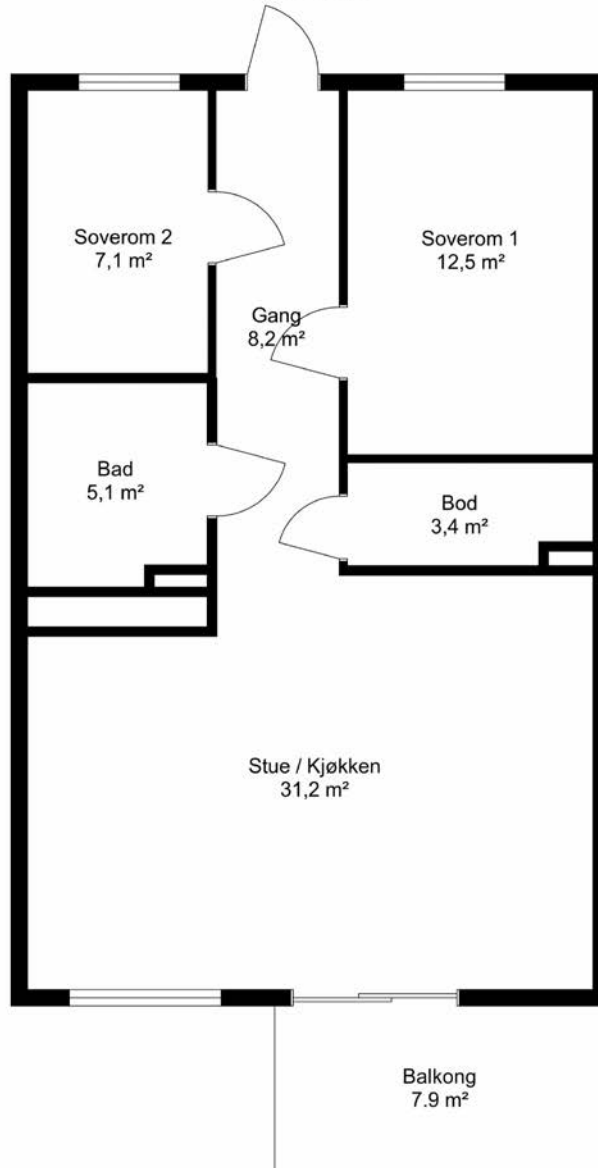 Soverom 2
7,1 m²
Soverom 1
12,5 m²
Gang
8,2 m²
Bad
5,1 m²
Bod
3,4 m²
Stue / Kjøkken
31,2 m²
Balkong
7.9 m²